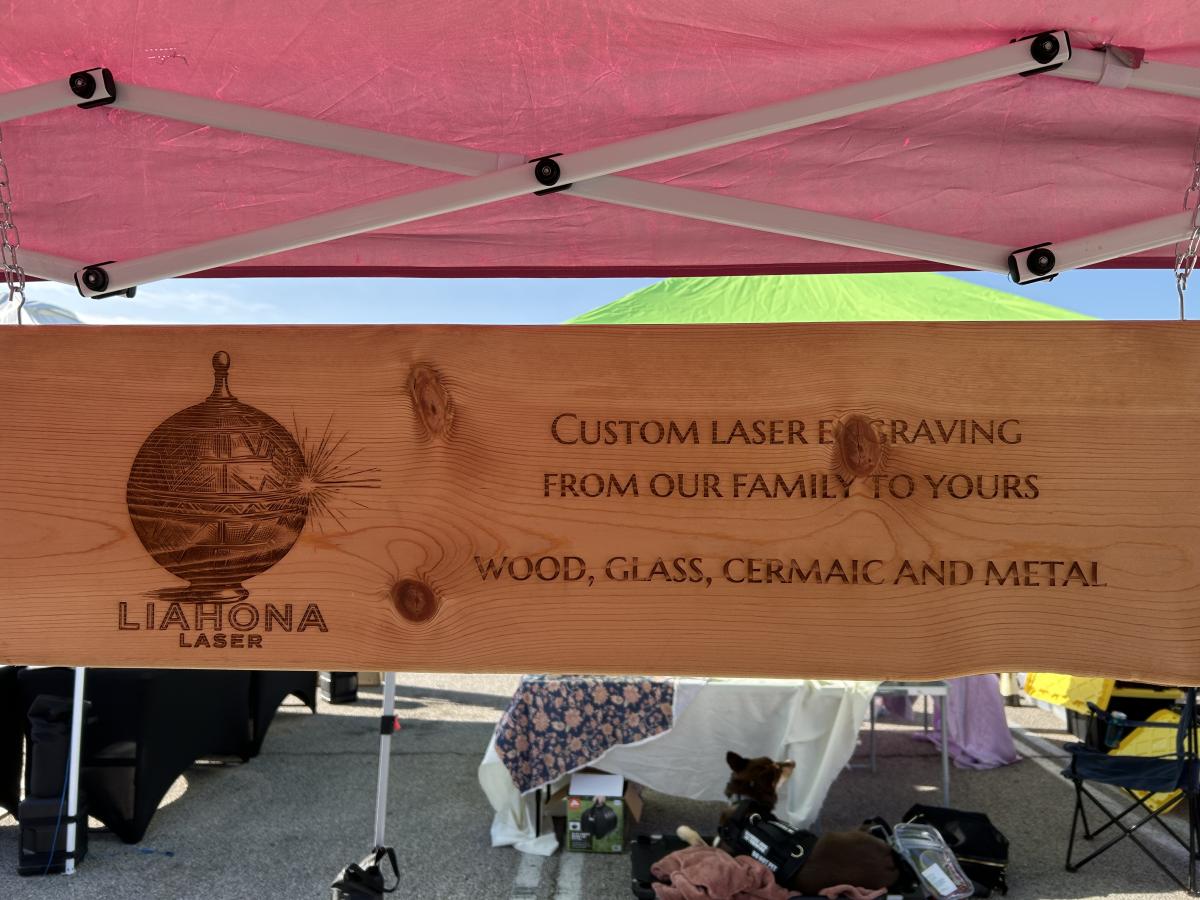 Custom laser engraving
from our family to yours
wood, glass, cermaic and metal
LIAHONA
LASER